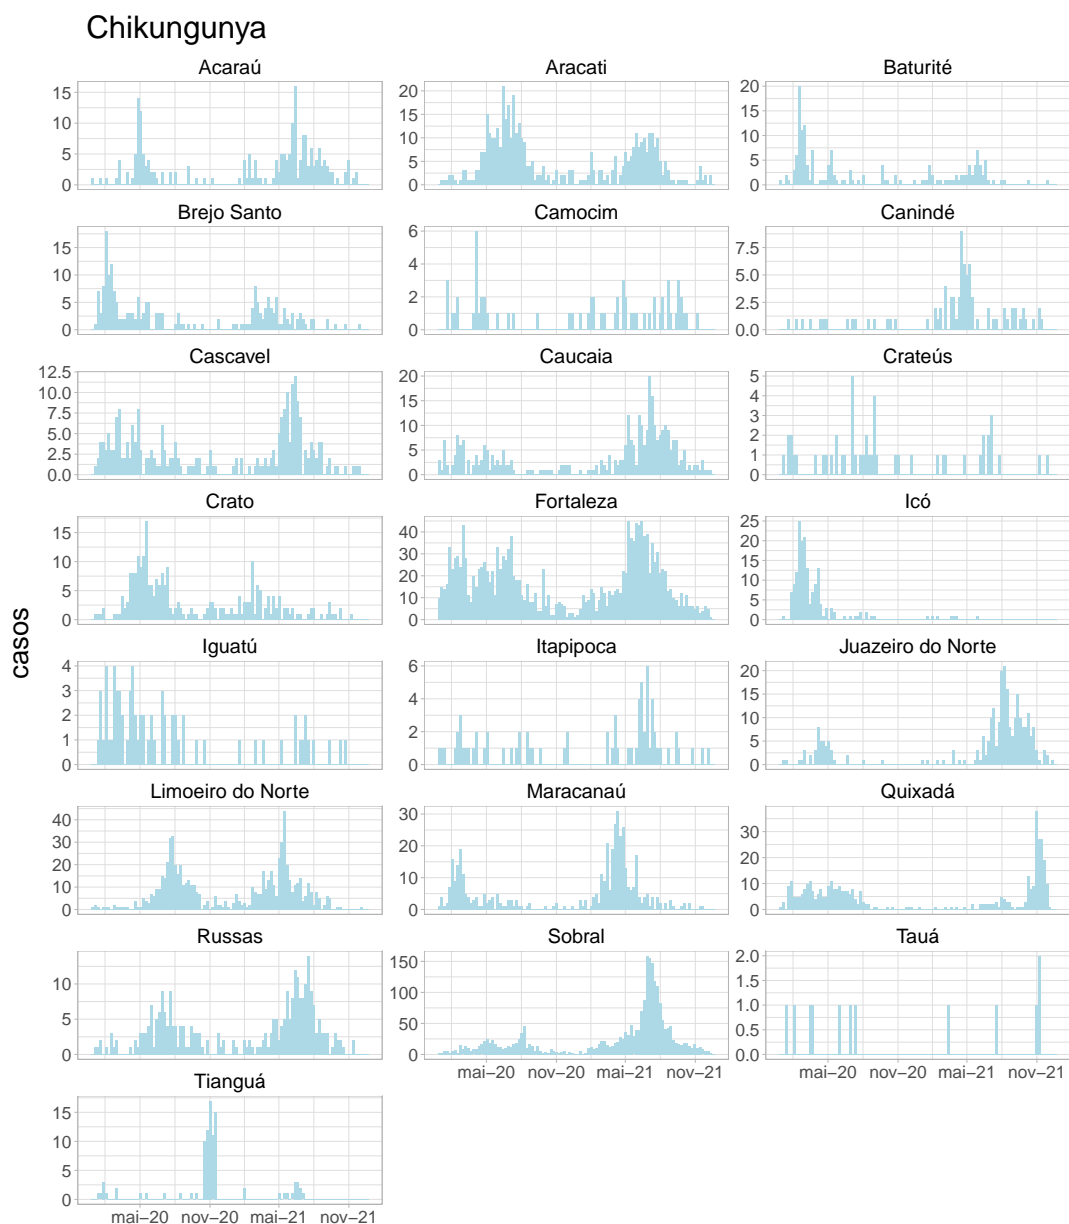 Chikungunya
Acaraú Aracati Baturité
15 10 5 0
20 15 10 5 0
20 15 10 5 0
Brejo Santo Camocim Canindé
15 10 5 0
6 4 2 0
7.5 5.0 2.5 0.0
Cascavel Caucaia Crateús
12.5 10.0 7.5 5.0 2.5 0.0
20 15 10 5 0
5 4 3 2 1 0
Crato Fortaleza Icó
15 10 5 0
40 30 20 10 0
25 20 15 10 5 0
casos
Iguatú Itapipoca Juazeiro do Norte
4 3 2 1 0
6 4 2 0
20 15 10 5 0
Limoeiro do Norte Maracanaú Quixadá
40 30 20 10 0
30 20 10 0
30 20 10 0
Russas Sobral Tauá
10 5 0
150 100 50 0
2.0 1.5 1.0 0.5 0.0
mai–20 nov–20 mai–21 nov–21
mai–20 nov–20 mai–21 nov–21
Tianguá
15 10 5 0
mai–20 nov–20 mai–21 nov–21